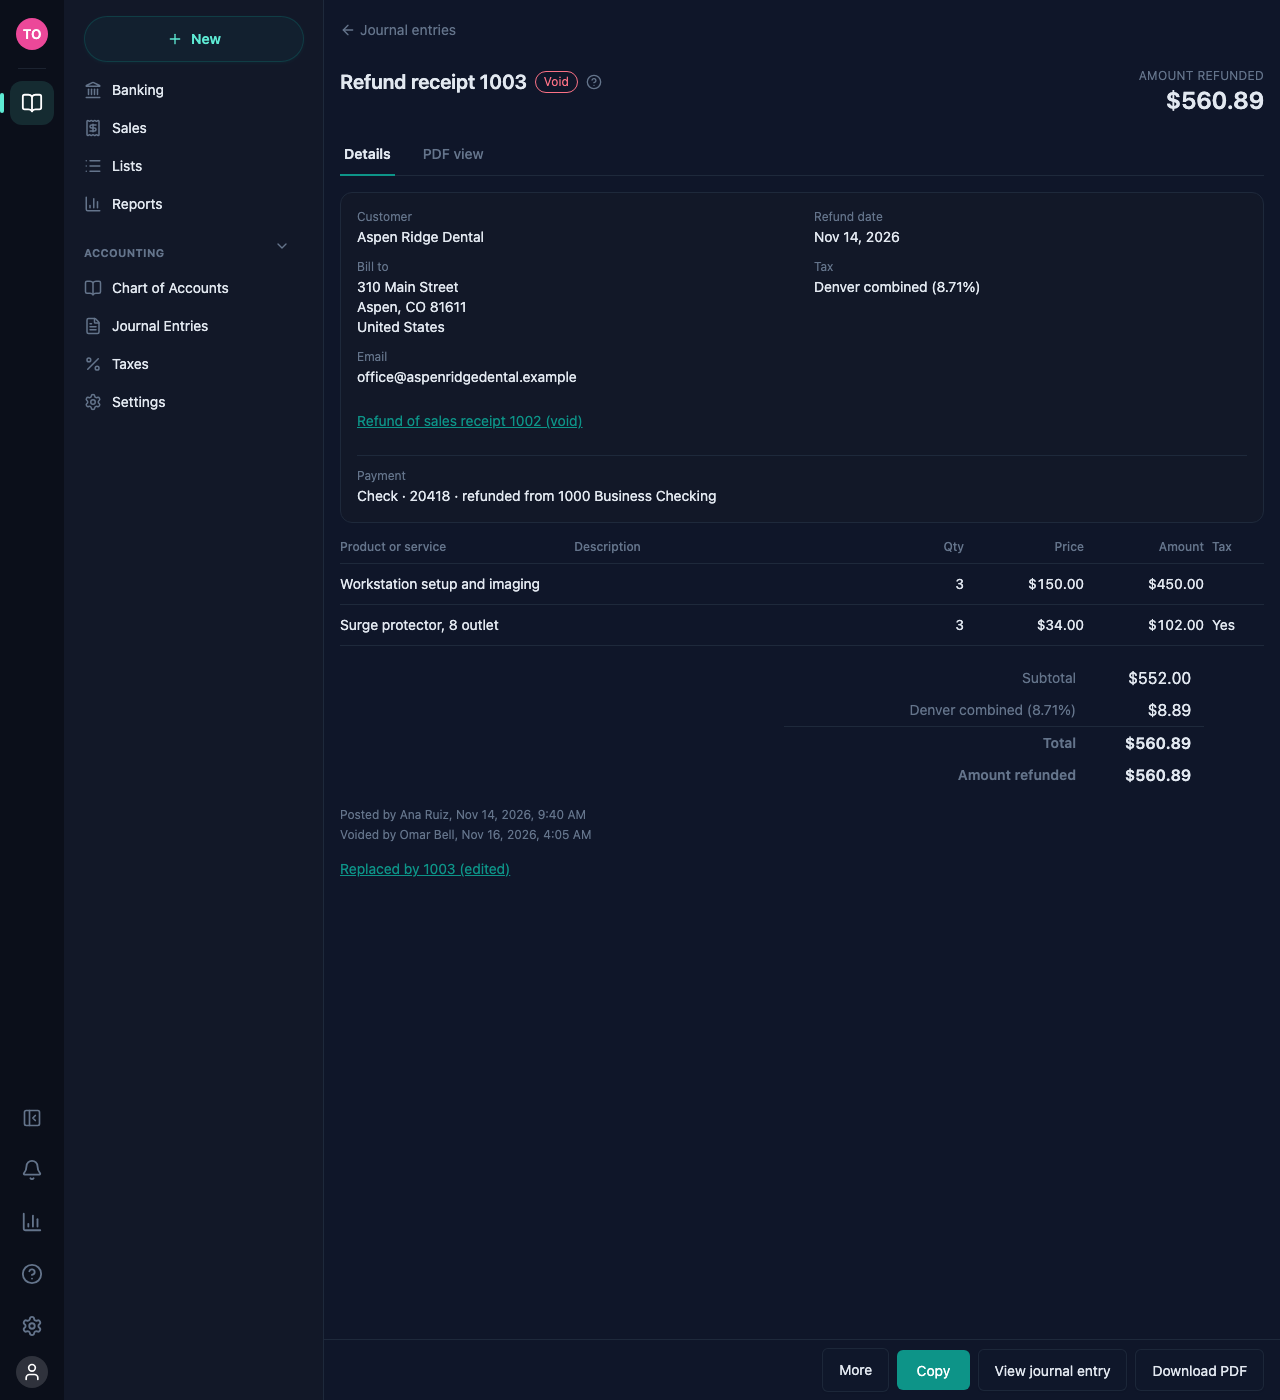 TO
New
Banking
Sales
Lists
Reports
ACCOUNTING
Chart of Accounts
Journal Entries
Taxes
Settings
Journal entries
Refund receipt 1003 Void
AMOUNT REFUNDED
$560.89
Details PDF view
Customer
Aspen Ridge Dental
Refund date
Nov 14, 2026
Bill to
310 Main Street
Aspen, CO 81611
United States
Tax
Denver combined (8.71%)
Email
office@aspenridgedental.example
Refund of sales receipt 1002 (void)
Payment
Check · 20418 · refunded from 1000 Business Checking
Product or service Description Qty Price Amount Tax
Workstation setup and imaging 3 $150.00 $450.00
Surge protector, 8 outlet 3 $34.00 $102.00 Yes
Subtotal $552.00
Denver combined (8.71%) $8.89
Total $560.89
Amount refunded $560.89
Posted by Ana Ruiz, Nov 14, 2026, 9:40 AM
Voided by Omar Bell, Nov 16, 2026, 4:05 AM
Replaced by 1003 (edited)
More Copy View journal entry Download PDF